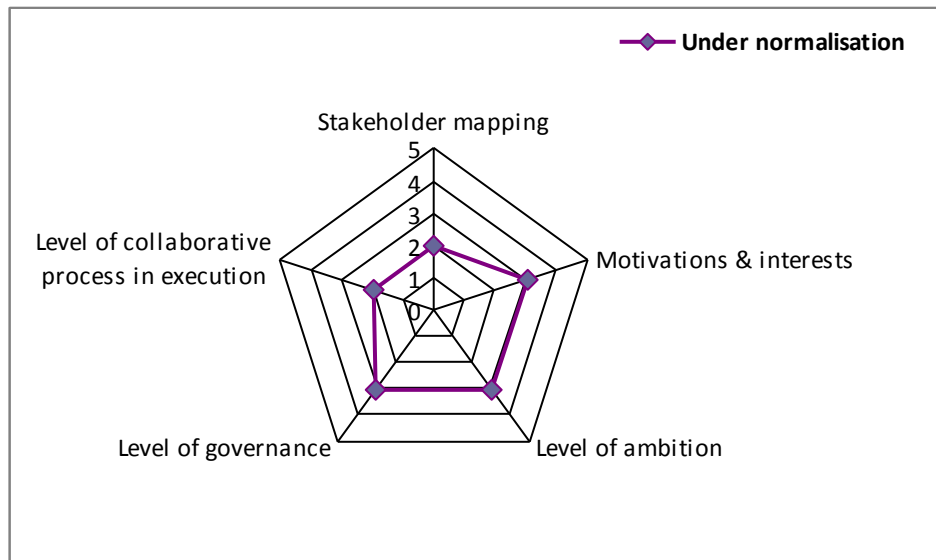 Under normalisation
Stakeholder mapping
5
4
3
2
1
0
Level of collaborative
process in execution
Motivations & interests
Level of governance
Level of ambition